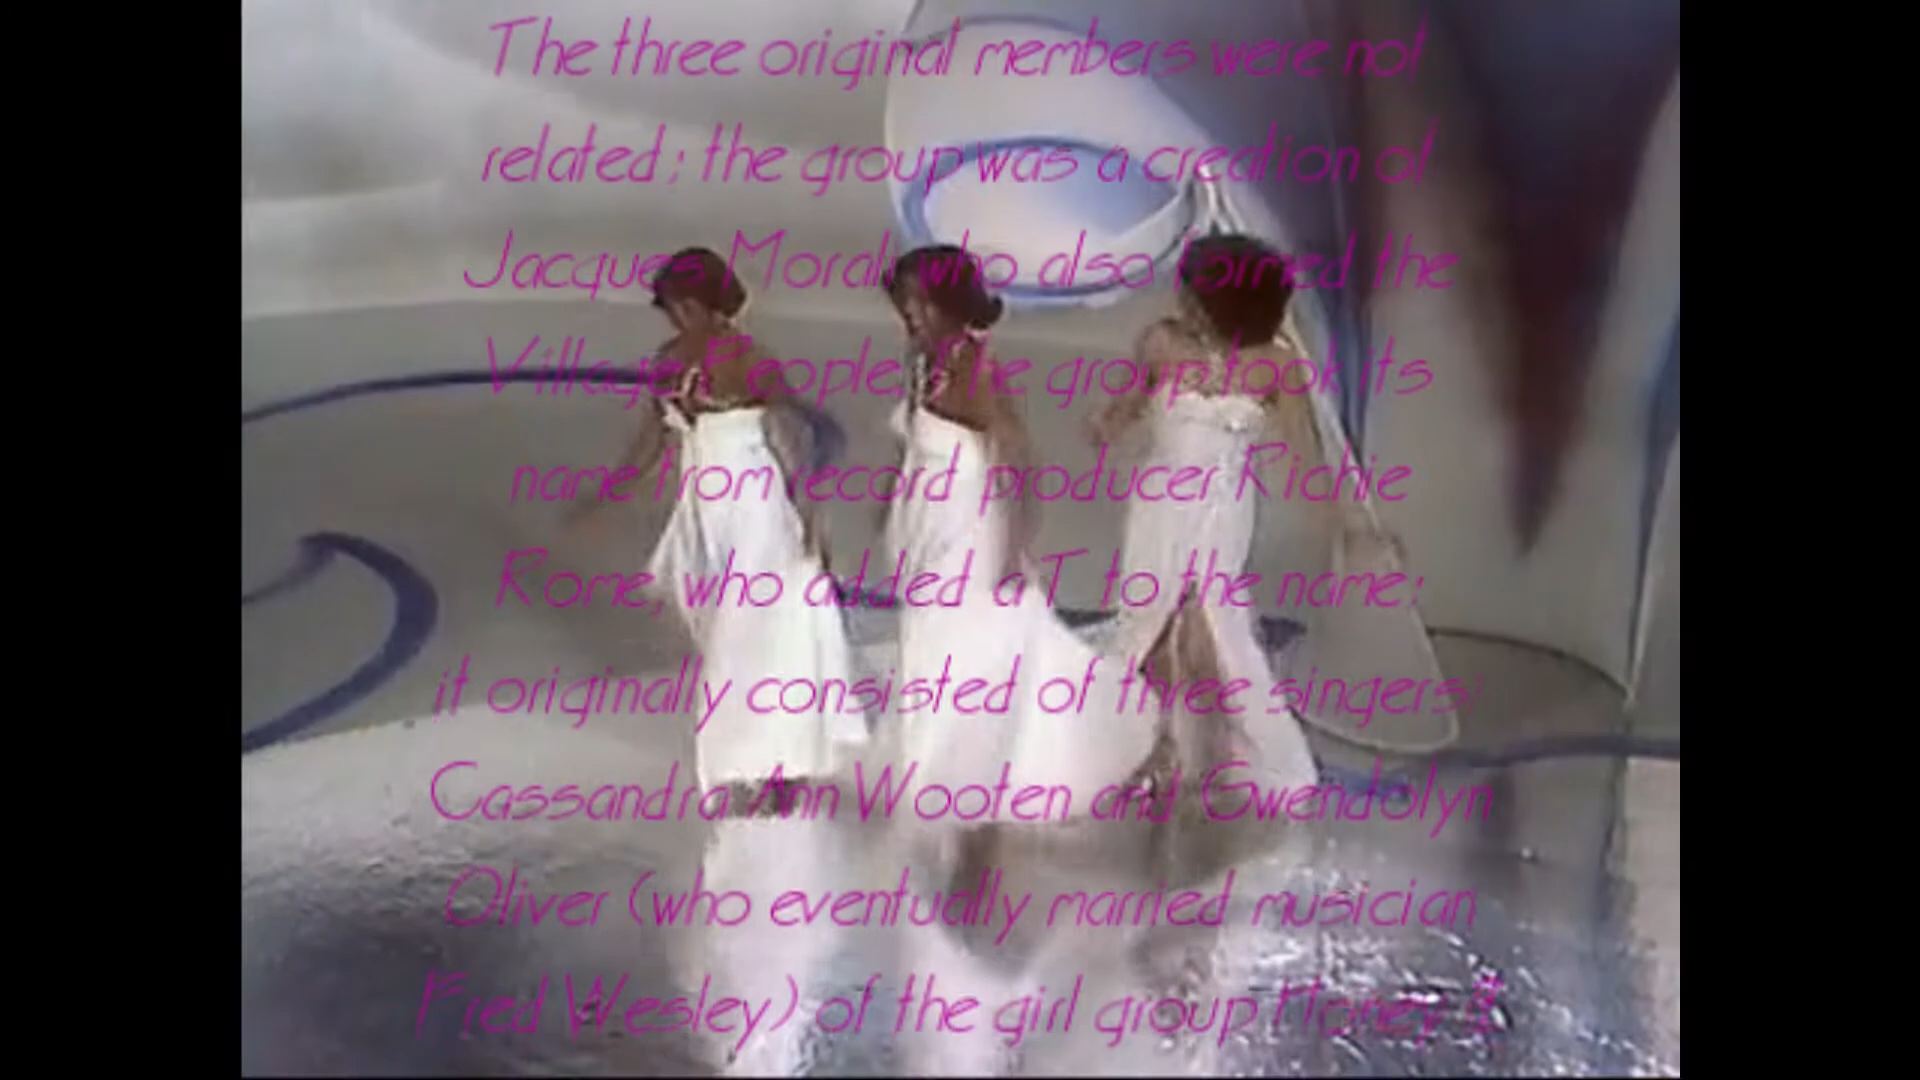 The three original members were not
related; the group was a creation of
Jacques Morali who also formed the
Village People. The group took its
name from record producer Richie
Rome, who added a T to the name;
it originally consisted of three singers:
Cassandra Ann Wooten and Gwendolyn
Oliver (who eventually married musician
Fred Wesley) of the girl group Honey &